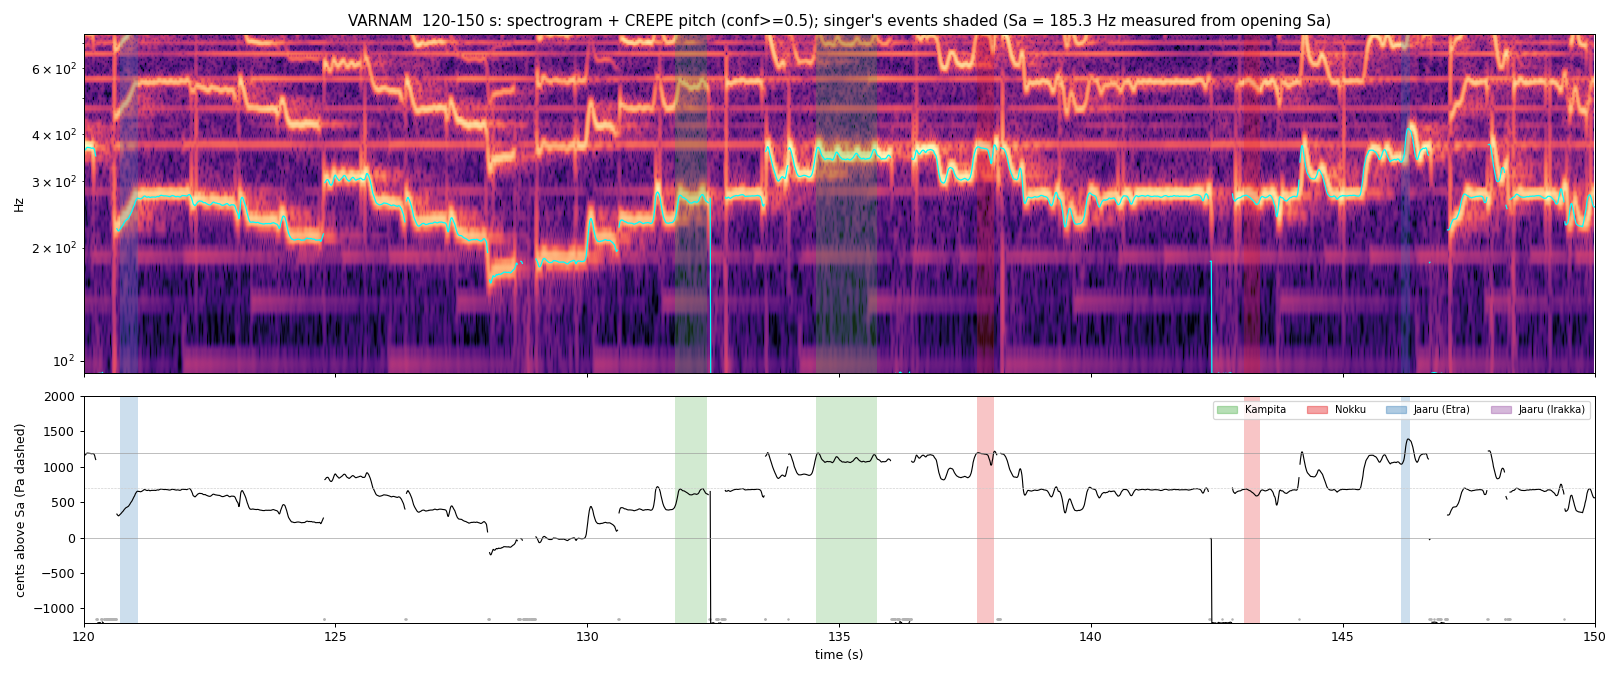 VARNAM  120-150 s: spectrogram + CREPE pitch (conf>=0.5); singer's events shaded (Sa = 185.3 Hz measured from opening Sa)
6 × 10²
4 × 10²
3 × 10²
2 × 10²
10²
Hz
2000
1500
1000
500
0
−500
−1000
cents above Sa (Pa dashed)
Kampita
Nokku
Jaaru (Etra)
Jaaru (Irakka)
120
125
130
135
140
145
150
time (s)